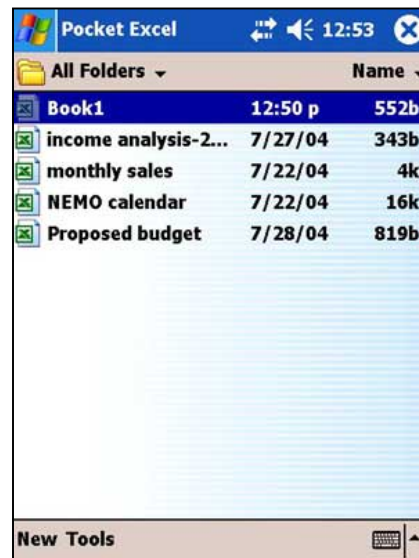 Pocket Excel 12:53
All Folders Name
Book1 12:50 p 552b
income analysis-2... 7/27/04 343b
monthly sales 7/22/04 4k
NEMO calendar 7/22/04 16k
Proposed budget 7/28/04 819b
New Tools